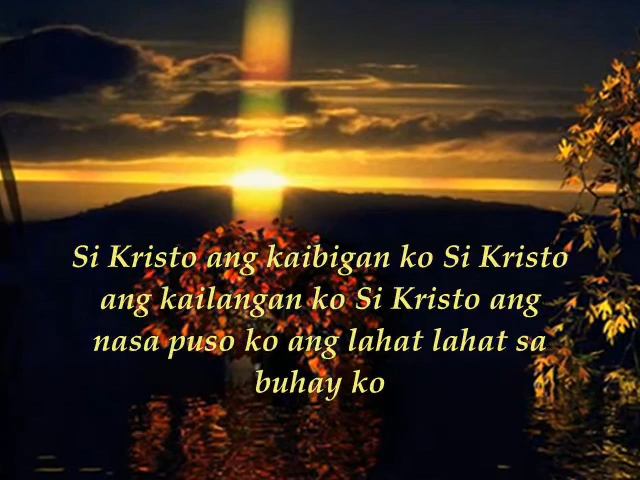 Si Kristo ang kaibigan ko Si Kristo
ang kailangan ko Si Kristo ang
nasa puso ko ang lahat lahat sa
buhay ko